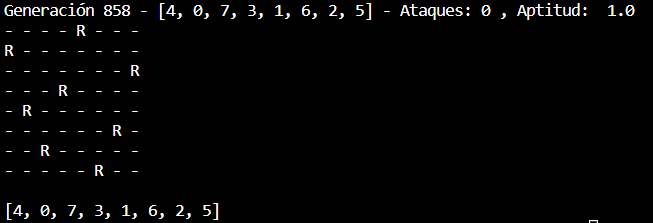 Generación 858 - [4, 0, 7, 3, 1, 6, 2, 5] - Ataques: 0 , Aptitud:  1.0
- - - - R - - -
R - - - - - - -
- - - - - - - R
- - - R - - - -
- R - - - - - -
- - - - - - R -
- - R - - - - -
- - - - - R - -
[4, 0, 7, 3, 1, 6, 2, 5]